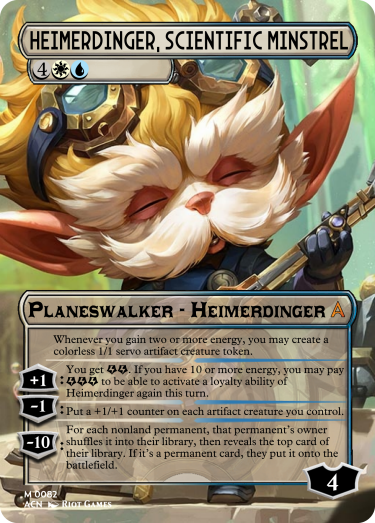 HEIMERDINGER, SCIENTIFIC MINSTREL
4
PLANESWALKER - HEIMERDINGER
Whenever you gain two or more energy, you may create a
colorless 1/1 servo artifact creature token.
You get . If you have 10 or more energy, you may pay
+1: to be able to activate a loyalty ability of
Heimerdinger again this turn.
-1: Put a +1/+1 counter on each artifact creature you control.
For each nonland permanent, that permanent's owner
-10: shuffles it into their library, then reveals the top card of
their library. If it's a permanent card, they put it onto the
battlefield.
4
M 0082
ACN RIOT GAMES